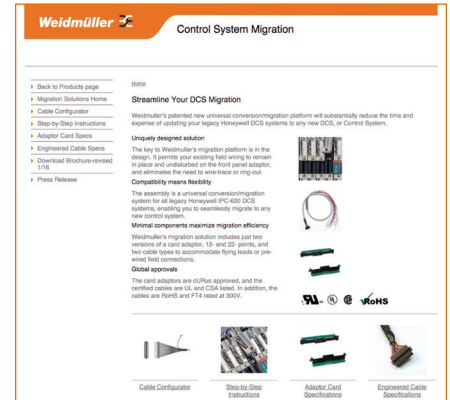 Weidmüller
Control System Migration
Back to Products page
Migration Solutions Home
Cable Configurator
Step-by-Step Instructions
Adaptor Card Specs
Engineered Cable Specs
Download Brochure-revised
1/16
Press Release
Home
Streamline Your DCS Migration
Weidmuller's patented new universal conversion/migration platform will substantially reduce the time and
expense of updating your legacy Honeywell DCS systems to any new DCS, or Control System.
Uniquely designed solution
The key to Weidmuller's migration platform is in the
design. It permits your existing field wiring to remain
in place and undisturbed on the front panel adaptor,
and eliminates the need to wire-trace or ring-out.
Compatibility means flexibility
The assembly is a universal conversion/migration
system for all legacy Honeywell IPC-620 DCS
systems, enabling you to seamlessly migrate to any
new control system.
Minimal components maximize migration efficiency
Weidmuller's migration solution includes just two
versions of a card adaptor, 12- and 22- points, and
two cable types to accommodate flying leads or pre-
wired field connections.
Global approvals
The card adaptors are cURus approved, and the
certified cables are UL and CSA listed. In addition, the
cables are RoHS and FT4 rated at 300V.
RoHS
Cable Configurator
Step-by-Step
Instructions
Adaptor Card
Specifications
Engineered Cable
Specifications